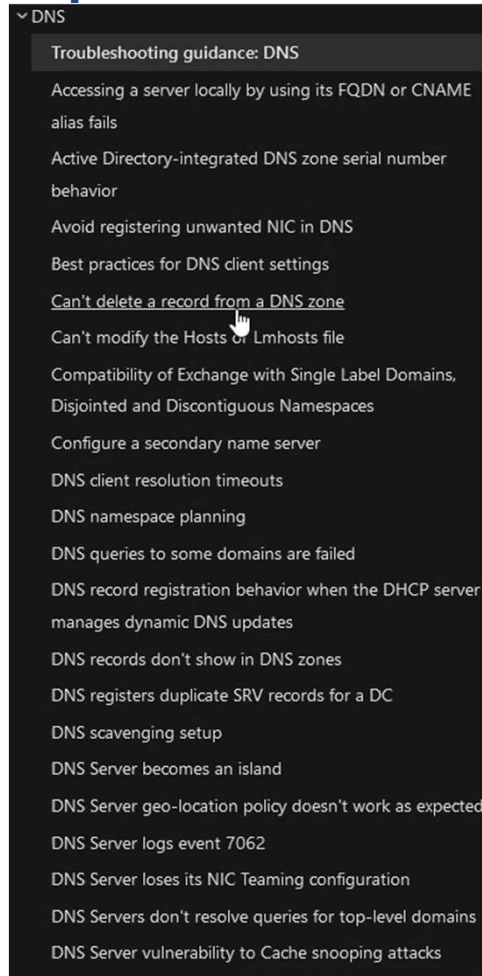 DNS
Troubleshooting guidance: DNS
Accessing a server locally by using its FQDN or CNAME
alias fails
Active Directory-integrated DNS zone serial number
behavior
Avoid registering unwanted NIC in DNS
Best practices for DNS client settings
Can't delete a record from a DNS zone
Can't modify the Hosts or Lmhosts file
Compatibility of Exchange with Single Label Domains,
Disjointed and Discontiguous Namespaces
Configure a secondary name server
DNS client resolution timeouts
DNS namespace planning
DNS queries to some domains are failed
DNS record registration behavior when the DHCP server
manages dynamic DNS updates
DNS records don't show in DNS zones
DNS registers duplicate SRV records for a DC
DNS scavenging setup
DNS Server becomes an island
DNS Server geo-location policy doesn't work as expected
DNS Server logs event 7062
DNS Server loses its NIC Teaming configuration
DNS Servers don't resolve queries for top-level domains
DNS Server vulnerability to Cache snooping attacks